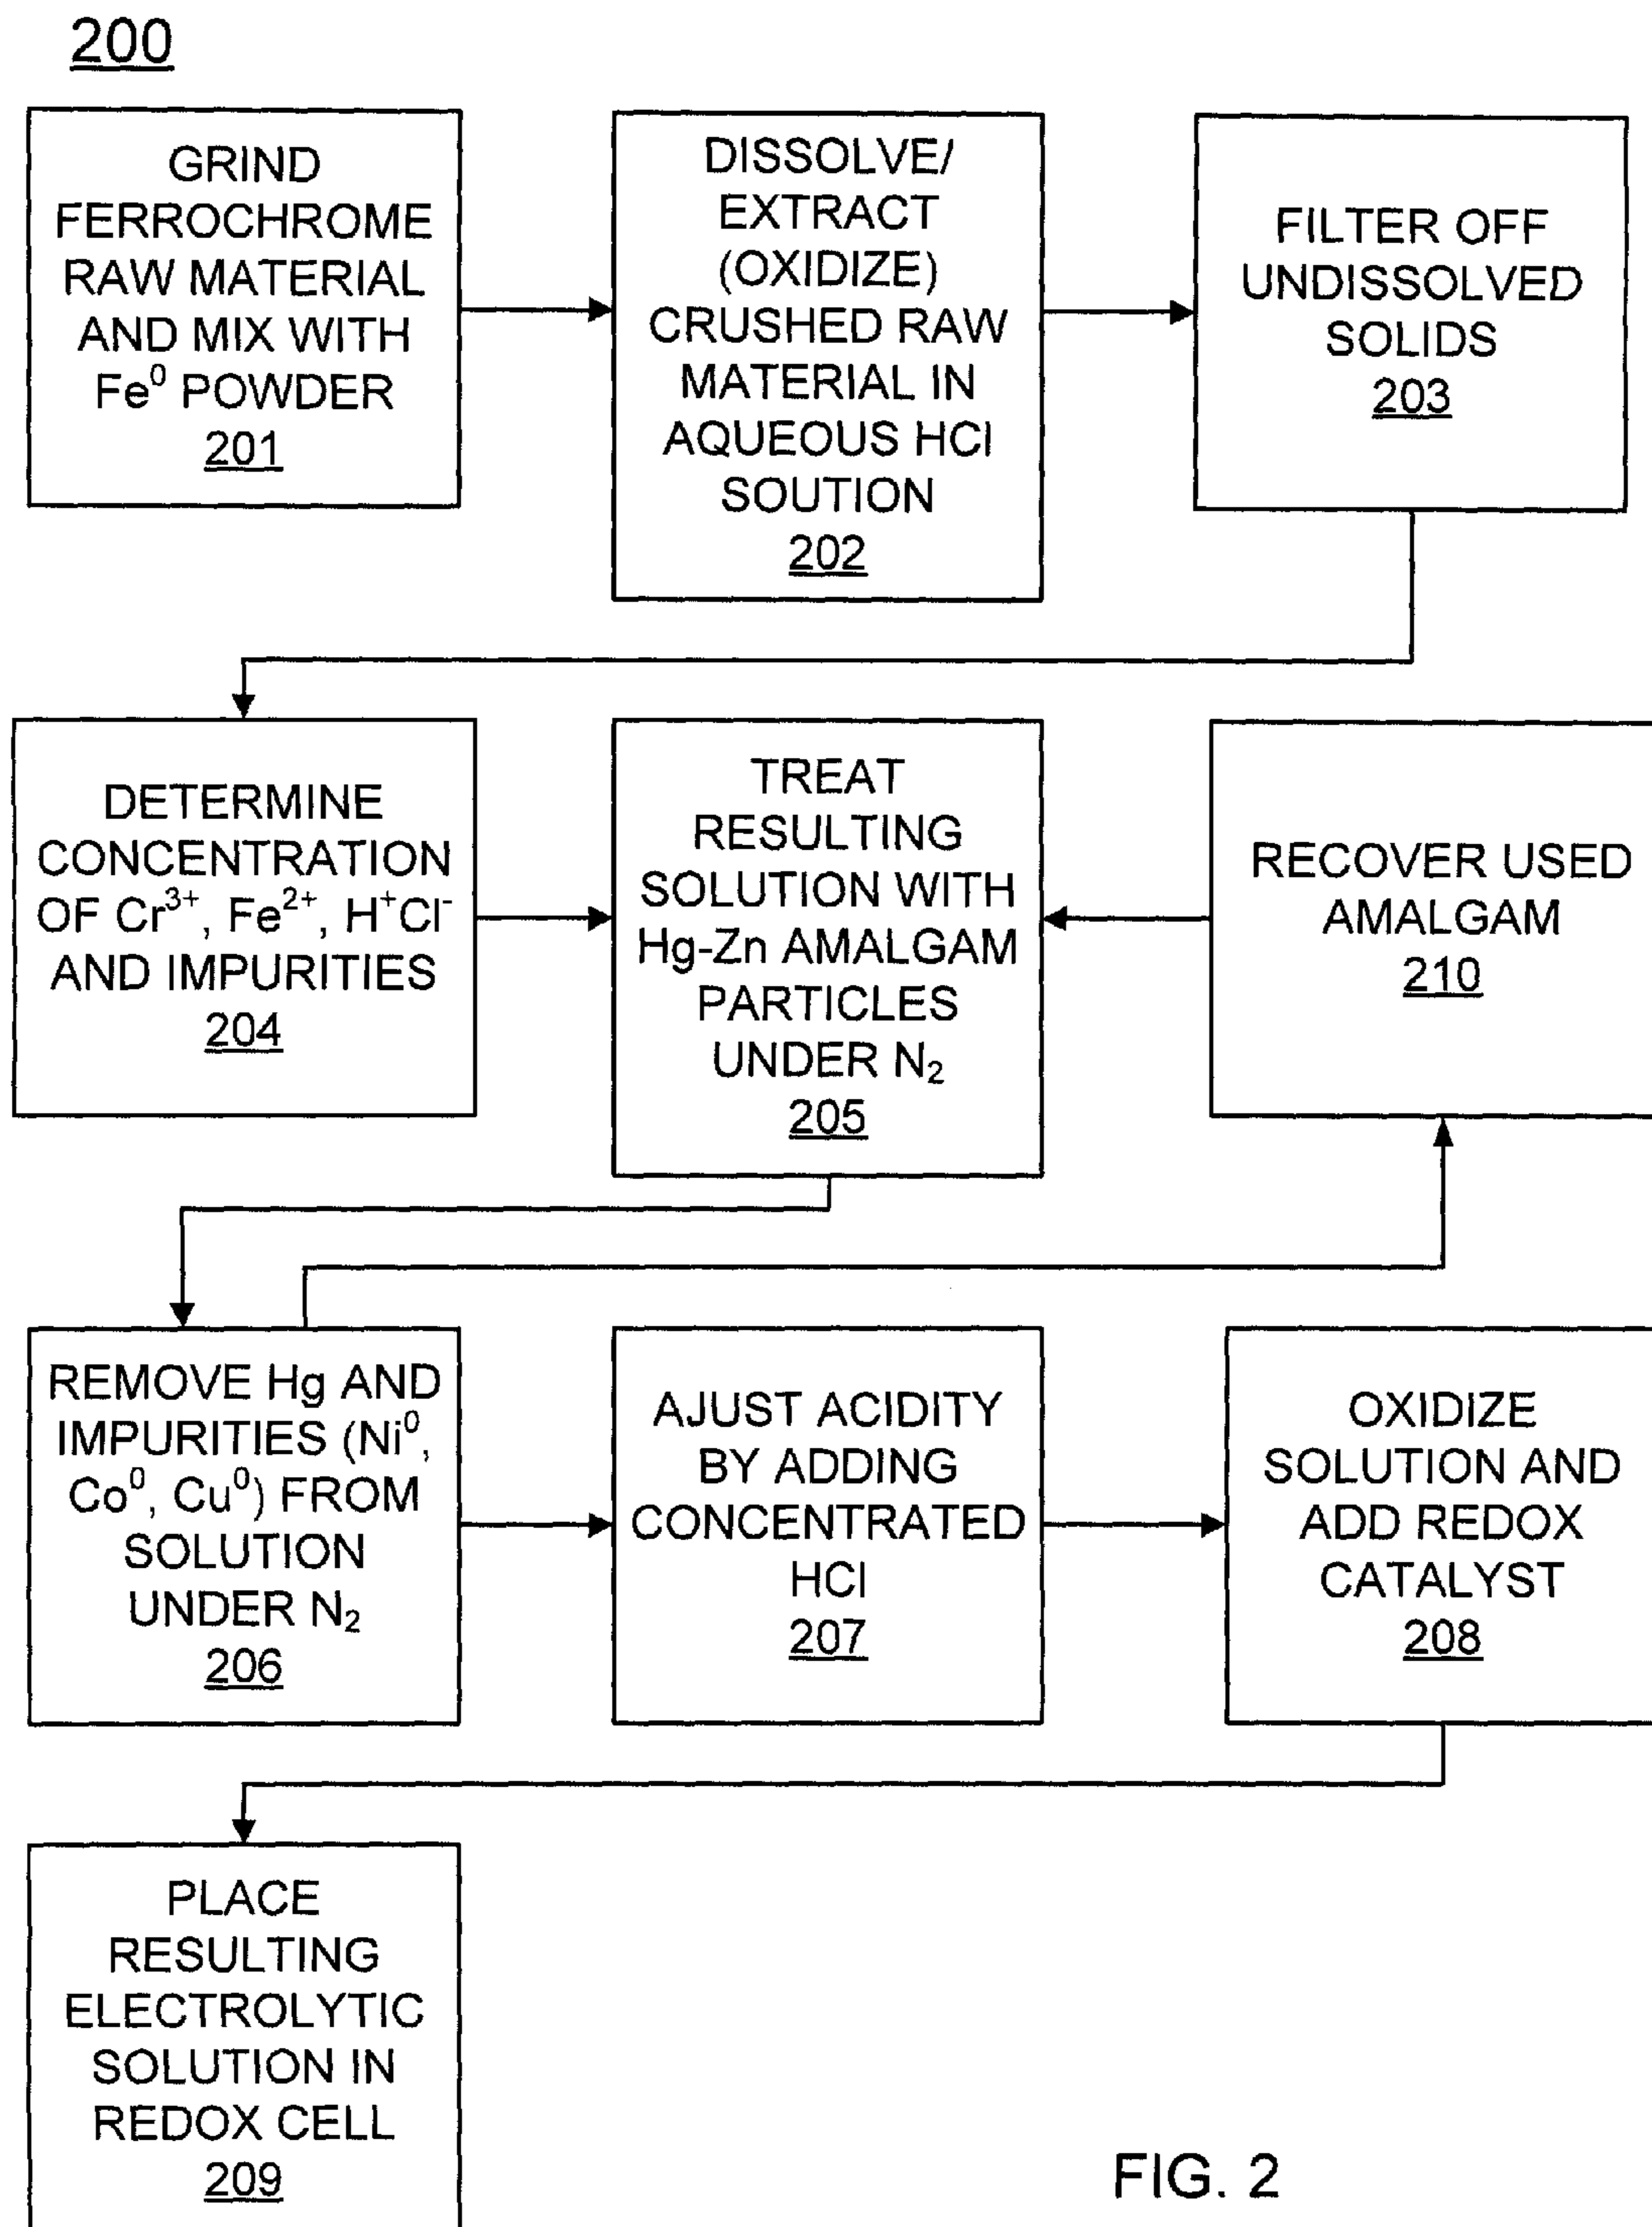 200
GRIND
FERROCHROME
RAW MATERIAL
AND MIX WITH
Fe⁰ POWDER
201
DISSOLVE/
EXTRACT
(OXIDIZE)
CRUSHED RAW
MATERIAL IN
AQUEOUS HCl
SOUTION
202
FILTER OFF
UNDISSOLVED
SOLIDS
203
DETERMINE
CONCENTRATION
OF Cr³⁺, Fe²⁺, H⁺Cl⁻
AND IMPURITIES
204
TREAT
RESULTING
SOLUTION WITH
Hg-Zn AMALGAM
PARTICLES
UNDER N₂
205
RECOVER USED
AMALGAM
210
REMOVE Hg AND
IMPURITIES (Ni⁰,
Co⁰, Cu⁰) FROM
SOLUTION
UNDER N₂
206
AJUST ACIDITY
BY ADDING
CONCENTRATED
HCl
207
OXIDIZE
SOLUTION AND
ADD REDOX
CATALYST
208
PLACE
RESULTING
ELECTROLYTIC
SOLUTION IN
REDOX CELL
209
FIG. 2